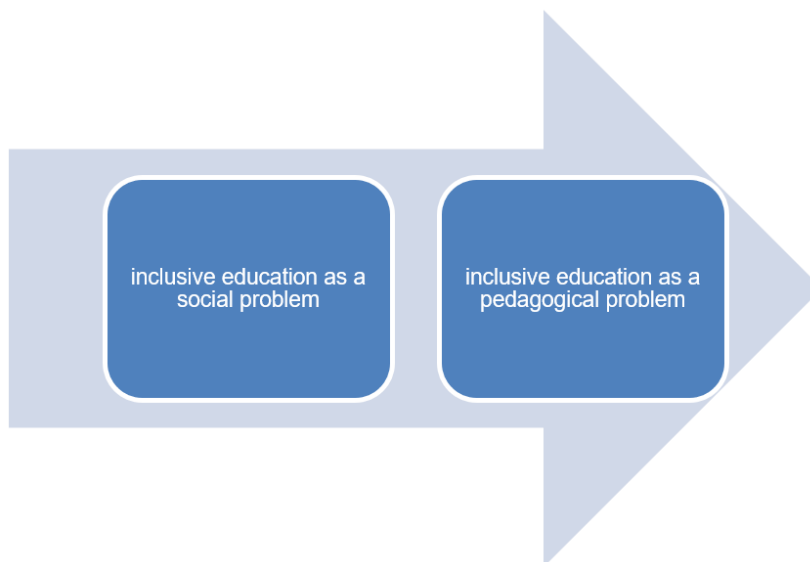 inclusive education as a
social problem
inclusive education as a
pedagogical problem